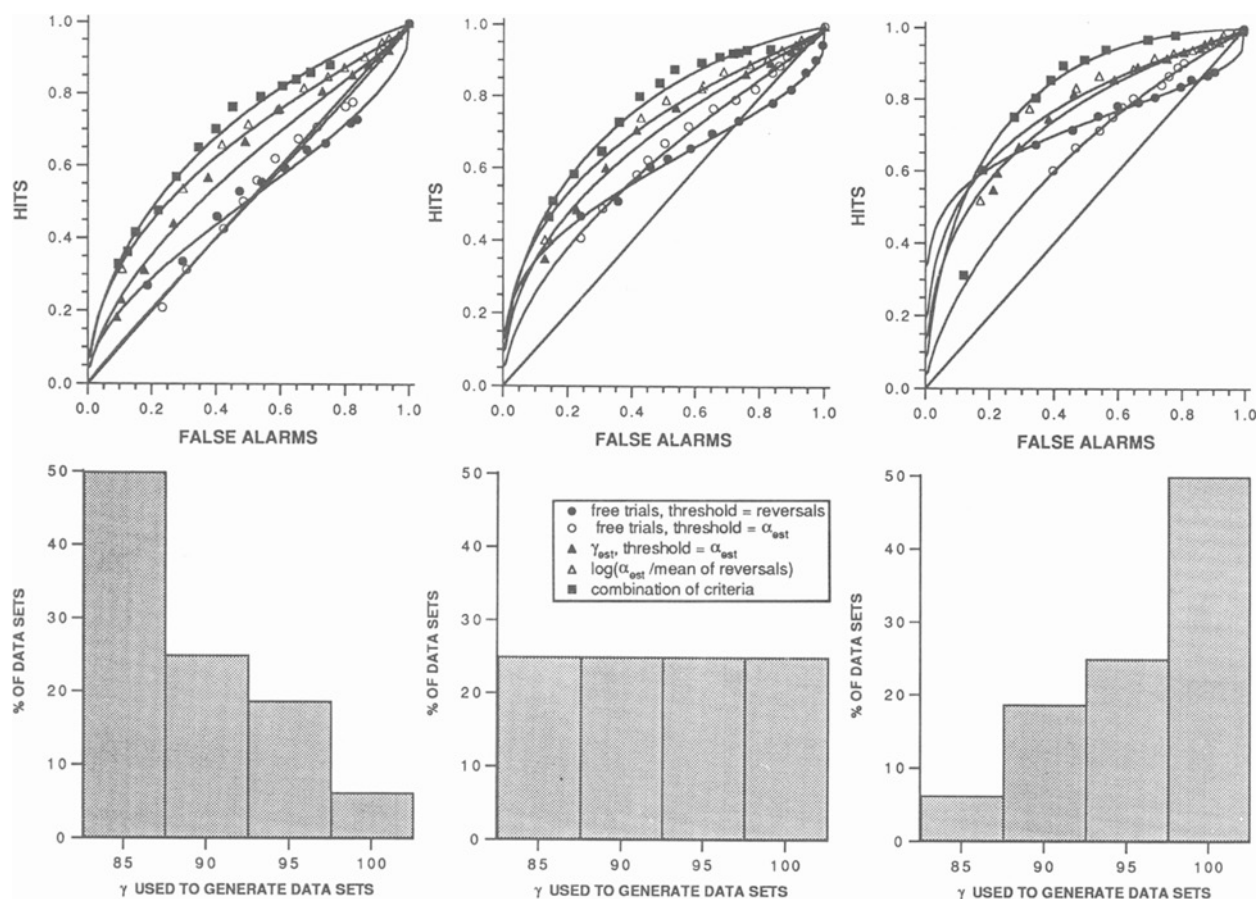 1.0
0.8
0.6
0.4
0.2
0.0
HITS
0.0 0.2 0.4 0.6 0.8 1.0
FALSE ALARMS
1.0
0.8
0.6
0.4
0.2
0.0
HITS
0.0 0.2 0.4 0.6 0.8 1.0
FALSE ALARMS
1.0
0.8
0.6
0.4
0.2
0.0
HITS
0.0 0.2 0.4 0.6 0.8 1.0
FALSE ALARMS
50
40
30
20
10
0
% OF DATA SETS
85 90 95 100
γ USED TO GENERATE DATA SETS
50
40
30
20
10
0
% OF DATA SETS
free trials, threshold = reversals
free trials, threshold = αest
γest, threshold = αest
log(αest /mean of reversals)
combination of criteria
85 90 95 100
γ USED TO GENERATE DATA SETS
50
40
30
20
10
0
% OF DATA SETS
85 90 95 100
γ USED TO GENERATE DATA SETS